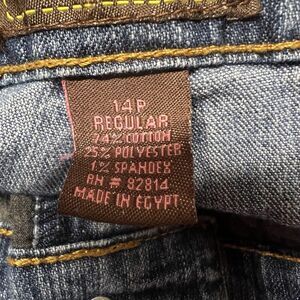 14P
REGULAR
74% COTTON
25% POLYESTER
1% SPANDEX
RN # 82814
MADE IN EGYPT